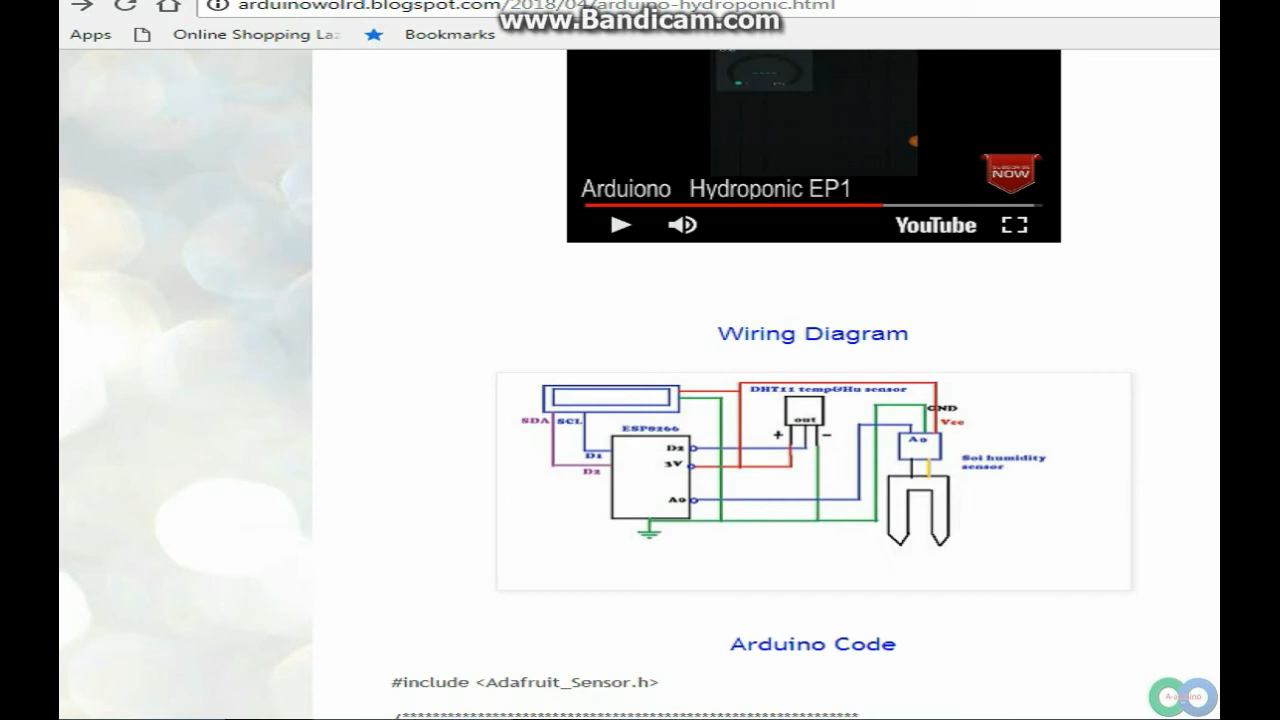 arduinowolrd.blogspot.com/2018/04/arduino-hydroponic.html
www.Bandicam.com
Apps
Online Shopping Laz
Bookmarks
NOW
Arduiono Hydroponic EP1
YouTube
Wiring Diagram
DHT11 temp&Hu sensor
out
+ -
GND
Vcc
SDA SCL
ESP8266
D2
D1
3V
D2
A0
A0
Soi humidity
sensor
Arduino Code
#include <Adafruit_Sensor.h>